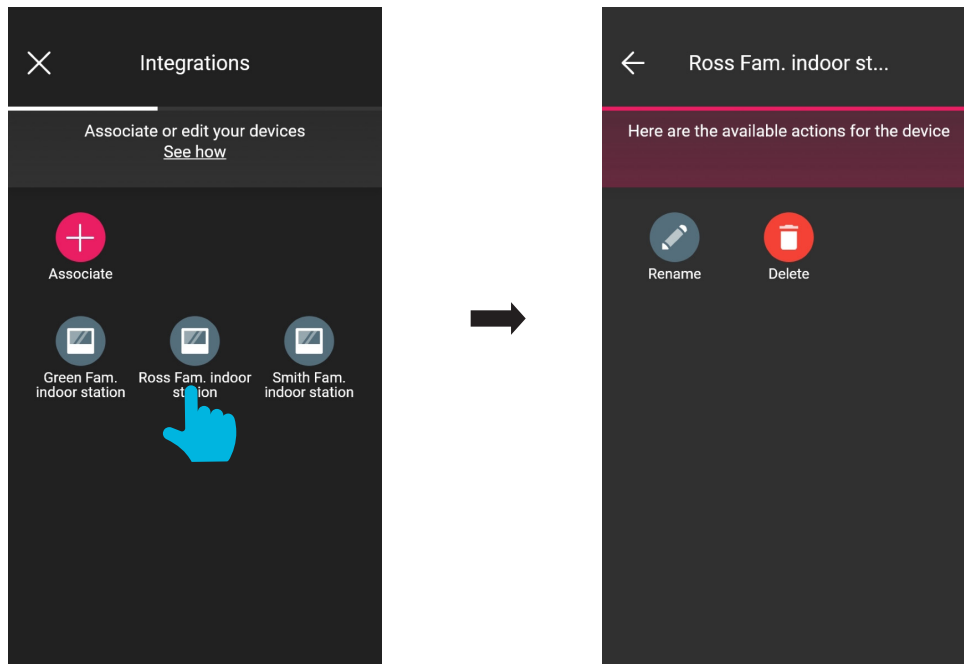 Integrations
Associate or edit your devices
See how
Associate
Green Fam.
indoor station
Ross Fam. indoor
station
Smith Fam.
indoor station
Ross Fam. indoor st...
Here are the available actions for the device
Rename
Delete